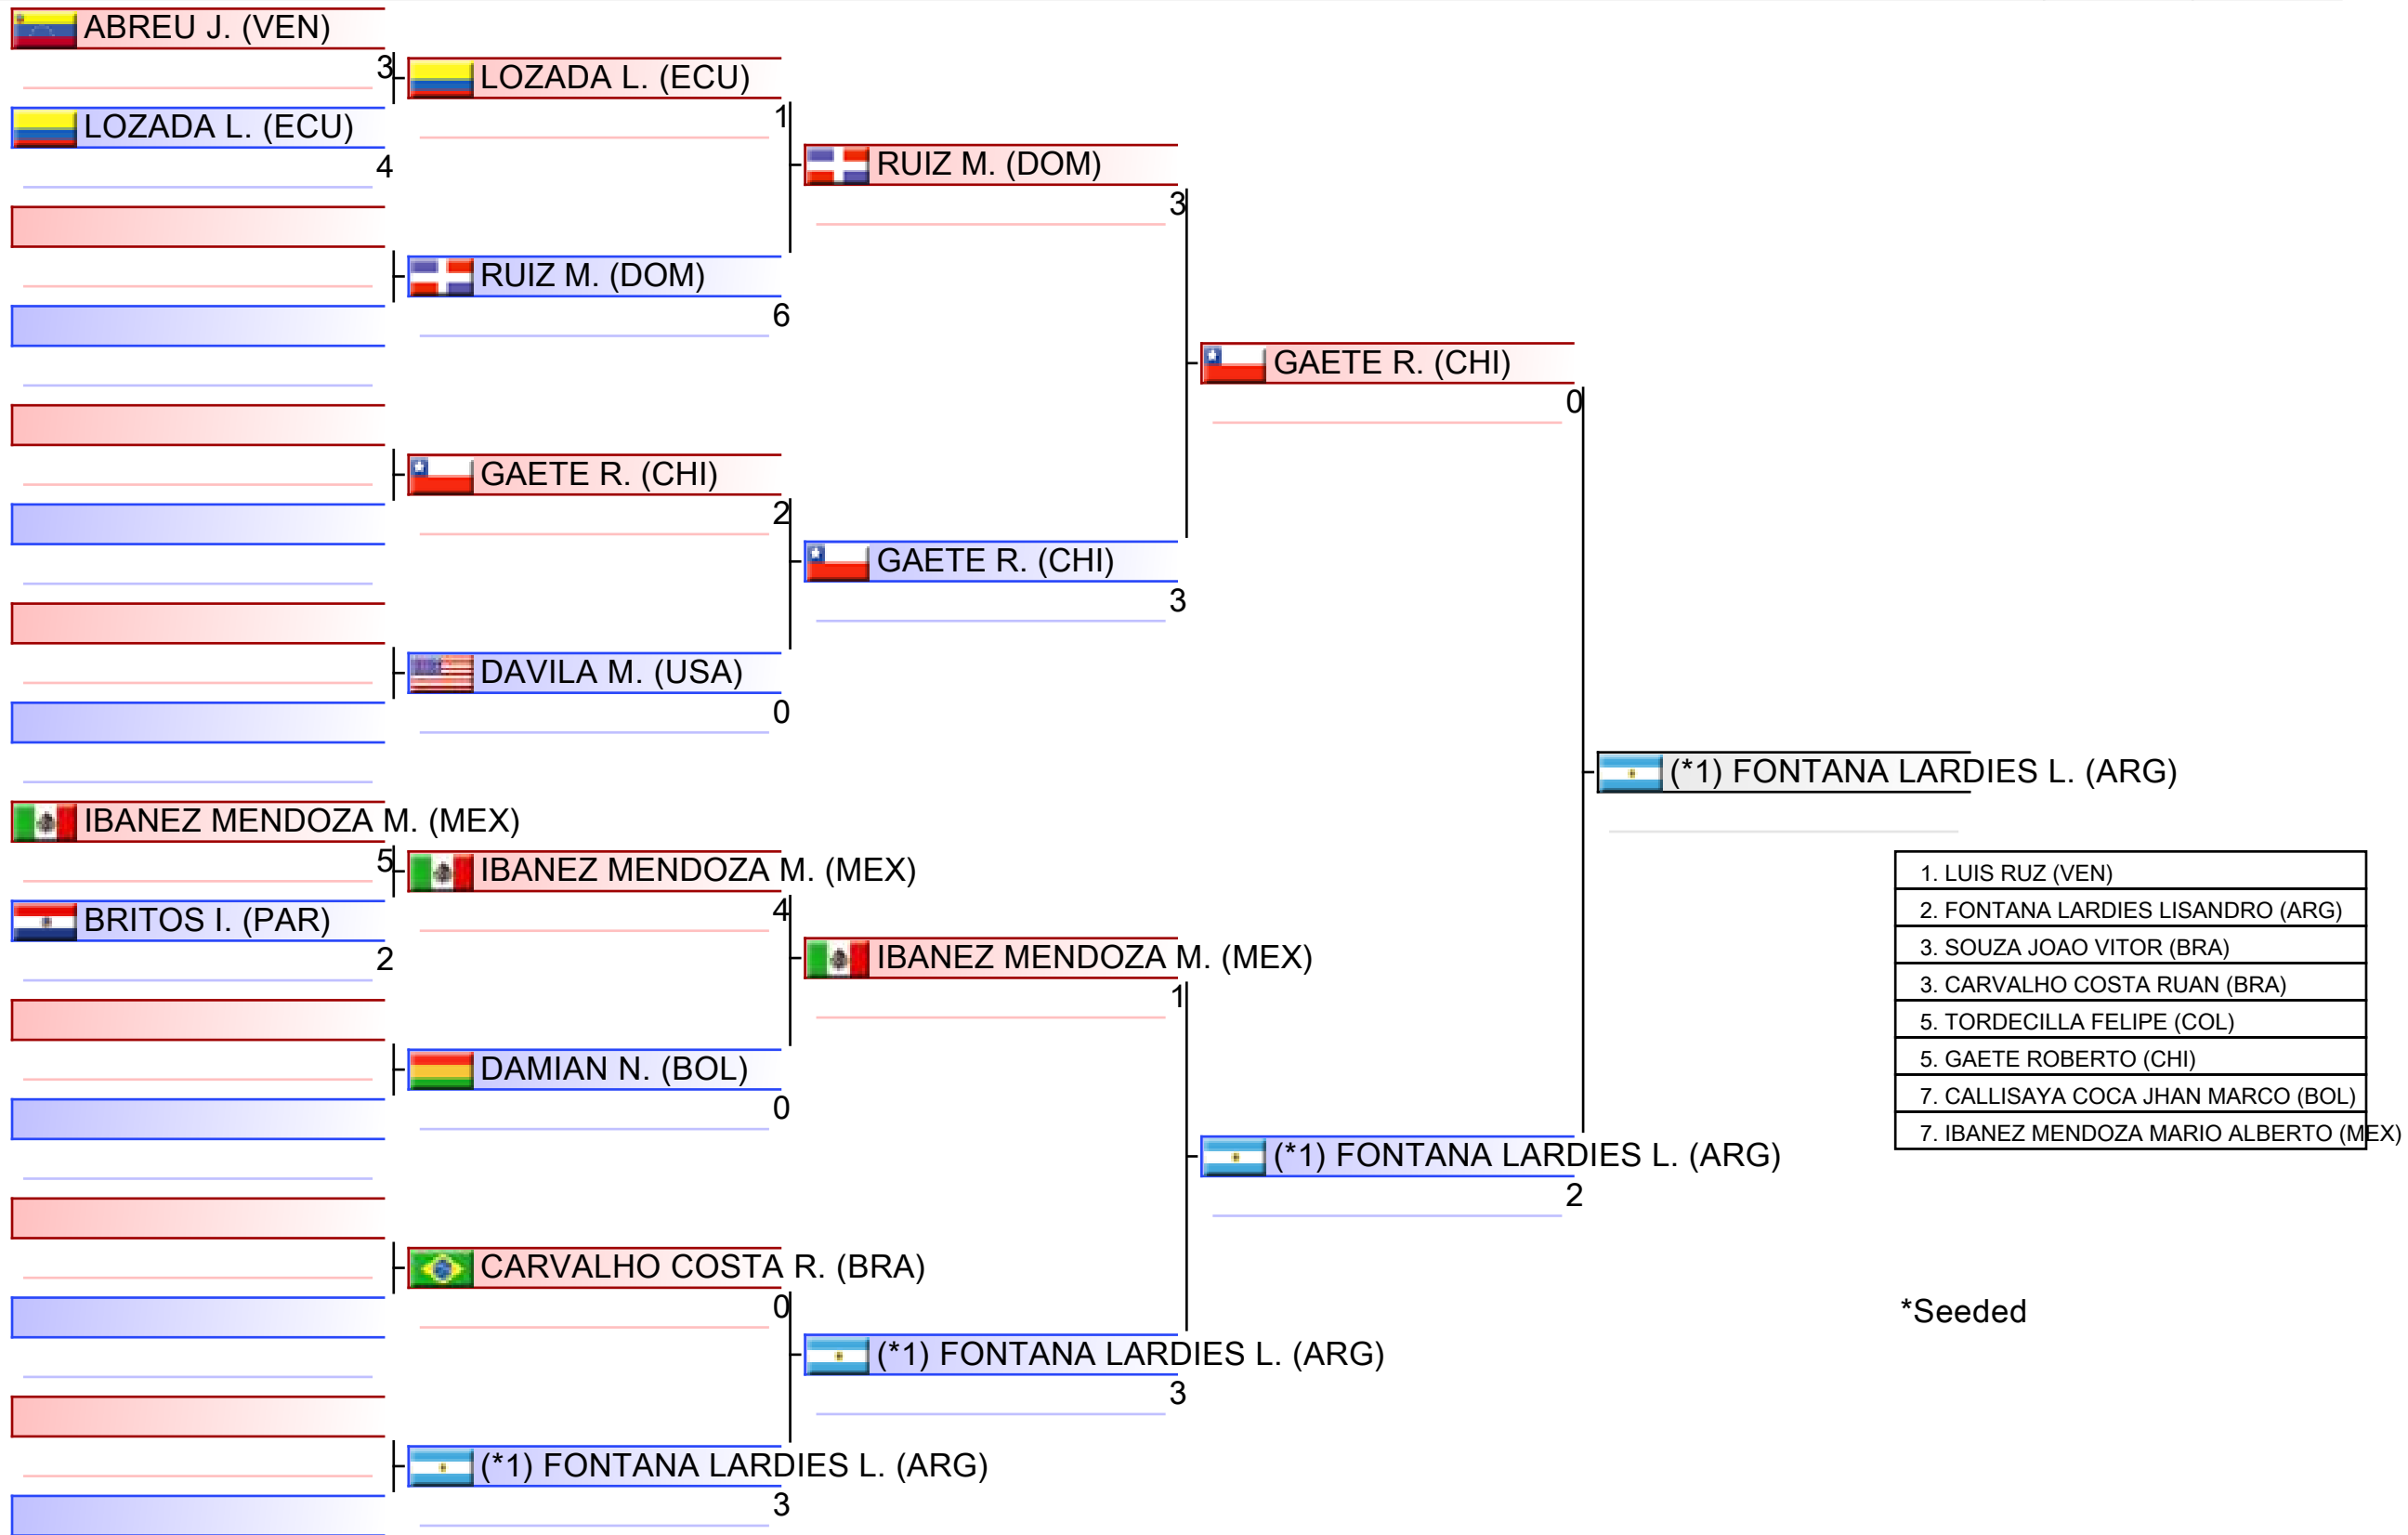 ABREU J. (VEN)
3
LOZADA L. (ECU)
4
IBANEZ MENDOZA M. (MEX)
5
BRITOS I. (PAR)
2
LOZADA L. (ECU)
1
RUIZ M. (DOM)
6
GAETE R. (CHI)
2
DAVILA M. (USA)
0
IBANEZ MENDOZA M. (MEX)
4
DAMIAN N. (BOL)
0
CARVALHO COSTA R. (BRA)
0
(*1) FONTANA LARDIES L. (ARG)
3
RUIZ M. (DOM)
3
GAETE R. (CHI)
3
IBANEZ MENDOZA M. (MEX)
1
(*1) FONTANA LARDIES L. (ARG)
3
GAETE R. (CHI)
0
(*1) FONTANA LARDIES L. (ARG)
2
(*1) FONTANA LARDIES L. (ARG)
1. LUIS RUZ (VEN)
2. FONTANA LARDIES LISANDRO (ARG)
3. SOUZA JOAO VITOR (BRA)
3. CARVALHO COSTA RUAN (BRA)
5. TORDECILLA FELIPE (COL)
5. GAETE ROBERTO (CHI)
7. CALLISAYA COCA JHAN MARCO (BOL)
7. IBANEZ MENDOZA MARIO ALBERTO (MEX)
*Seeded